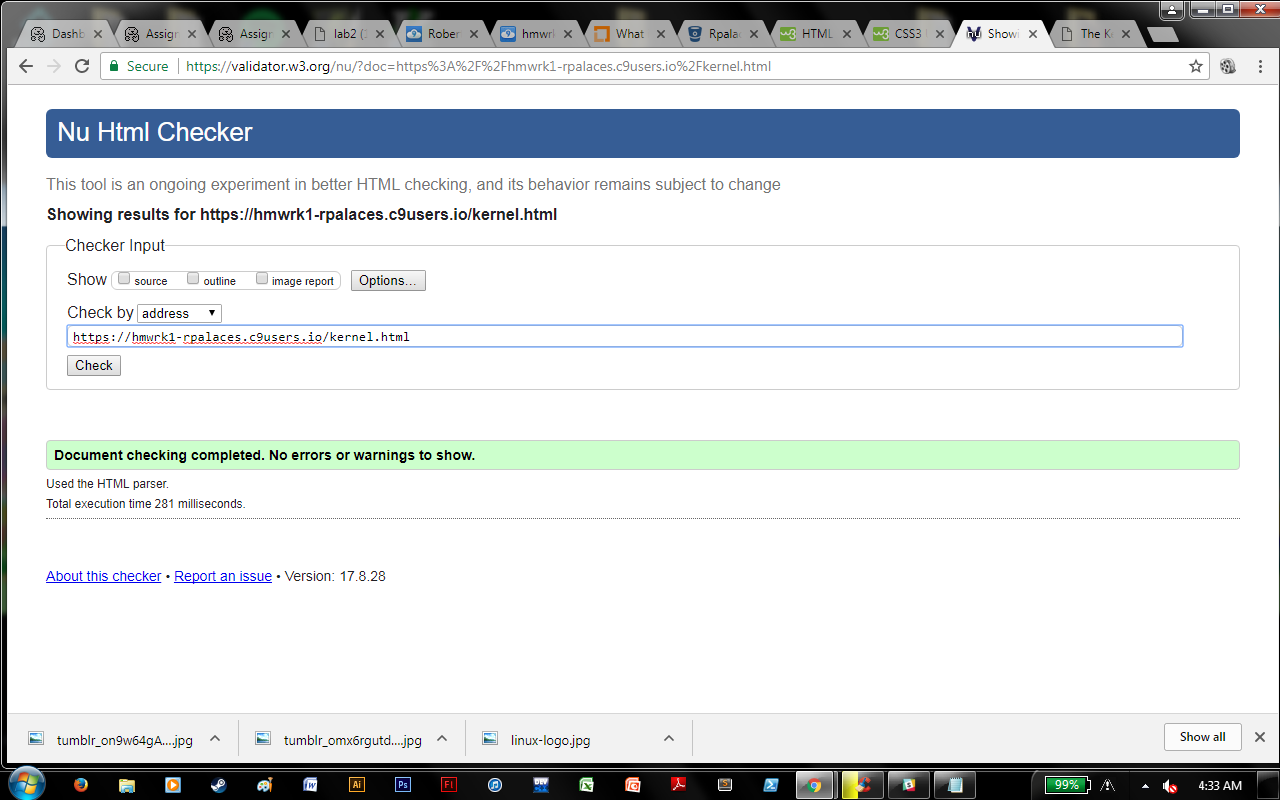 Dashb
Assign
Assign
lab2 (
Rober
hmwrk
What
Rpalac
HTML
CSS3
Showi
The K
Secure
https://validator.w3.org/nu/?doc=https%3A%2F%2Fhmwrk1-rpalaces.c9users.io%2Fkernel.html
Nu Html Checker
This tool is an ongoing experiment in better HTML checking, and its behavior remains subject to change
Showing results for https://hmwrk1-rpalaces.c9users.io/kernel.html
Checker Input
Show source outline image report Options...
Check by address
https://hmwrk1-rpalaces.c9users.io/kernel.html
Check
Document checking completed. No errors or warnings to show.
Used the HTML parser.
Total execution time 281 milliseconds.
About this checker • Report an issue • Version: 17.8.28
tumblr_on9w64gA....jpg
tumblr_omx6rgutd....jpg
linux-logo.jpg
Show all
99%
4:33 AM